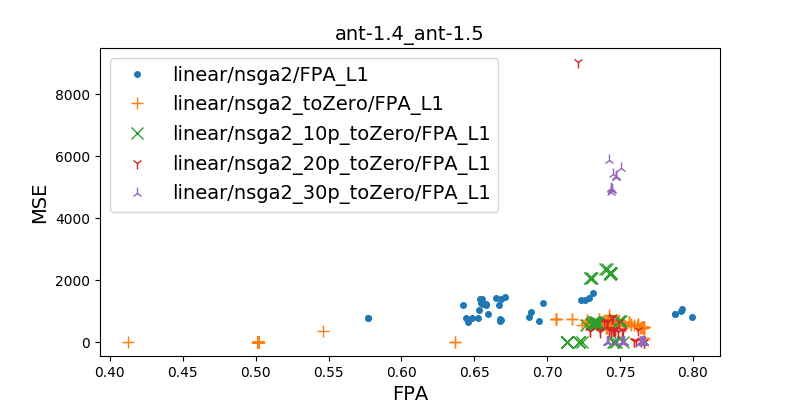 ant-1.4_ant-1.5
linear/nsga2/FPA_L1
linear/nsga2_toZero/FPA_L1
linear/nsga2_10p_toZero/FPA_L1
linear/nsga2_20p_toZero/FPA_L1
linear/nsga2_30p_toZero/FPA_L1
MSE
8000
6000
4000
2000
0
0.40 0.45 0.50 0.55 0.60 0.65 0.70 0.75 0.80
FPA